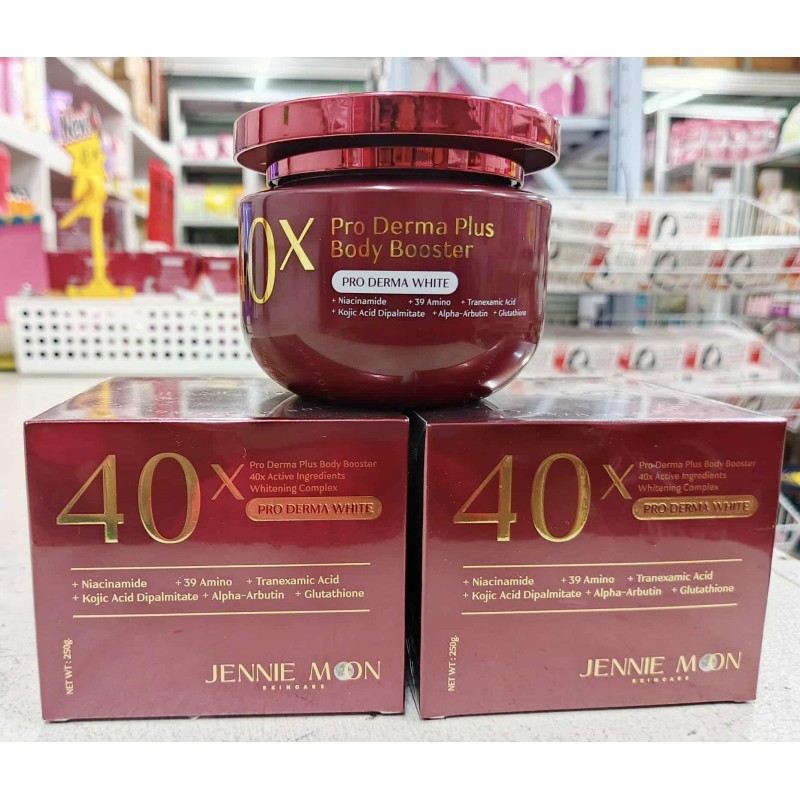 New
40X
Pro Derma Plus
Body Booster
PRO DERMA WHITE
+ Niacinamide + 39 Amino + Tranexamic Acid
+ Kojic Acid Dipalmitate + Alpha-Arbutin + Glutathione
40X
Pro Derma Plus Body Booster
40x Active Ingredients
Whitening Complex
PRO DERMA WHITE
+ Niacinamide + 39 Amino + Tranexamic Acid
+ Kojic Acid Dipalmitate + Alpha-Arbutin + Glutathione
NET WT : 250g.
JENNIE MOON
SKINCARE
40X
Pro Derma Plus Body Booster
40x Active Ingredients
Whitening Complex
PRO DERMA WHITE
+ Niacinamide + 39 Amino + Tranexamic Acid
+ Kojic Acid Dipalmitate + Alpha-Arbutin + Glutathione
NET WT : 250g.
JENNIE MOON
SKINCARE